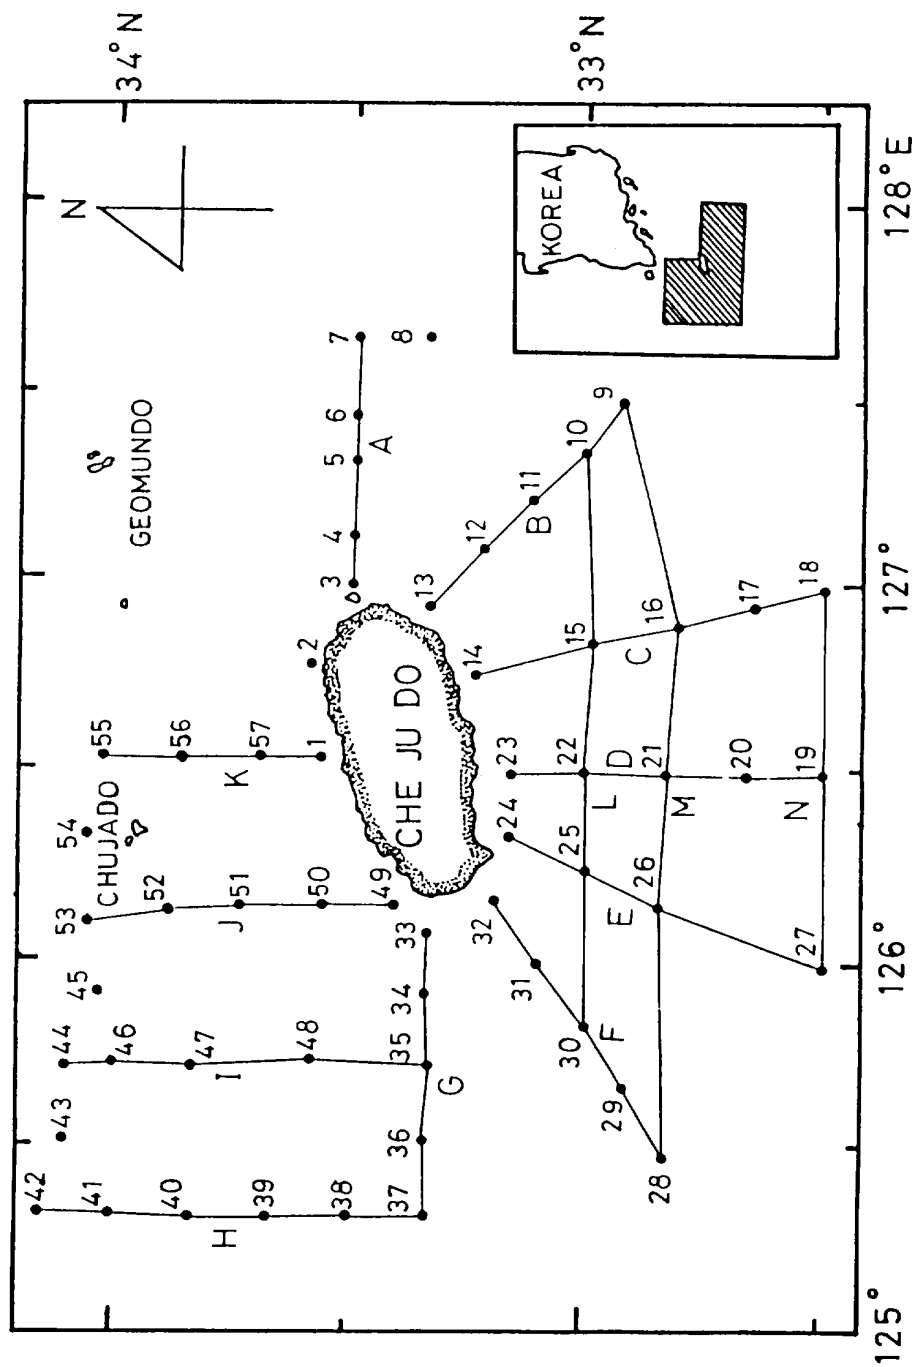 42 43 44 45 53 54 55 N
41 46 CHUJADO GEOMUNDO 34°N
40 52 56
H 47 I J 51 K 57
39 48 50 1 2
38 49 3 4 5 6 7
37 36 35 34 33 CHE JU DO A
G 13 8
32 14 12
31 24 23 B 11
30 25 22 15 10 33°N
F L D 9 KOREA
29 E 26 21 C 16
28 M 20 17
27 19 18
N
125° 126° 127° 128°E